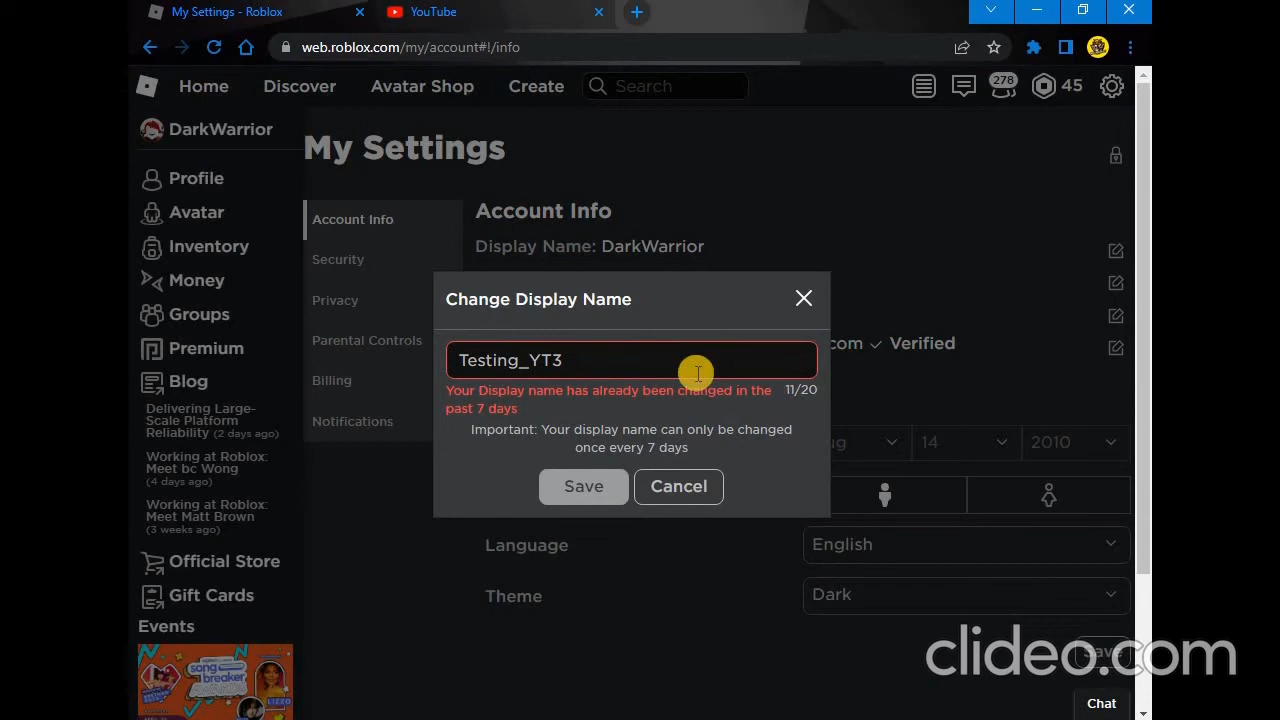 My Settings - Roblox
YouTube
web.roblox.com/my/account#!/info
Home
Discover
Avatar Shop
Create
Search
278
45
DarkWarrior
Profile
Avatar
Inventory
Money
Groups
Premium
Blog
Delivering Large-
Scale Platform
Reliability (2 days ago)
Working at Roblox:
Meet bc Wong
(4 days ago)
Working at Roblox:
Meet Matt Brown
(3 weeks ago)
Official Store
Gift Cards
Events
song
breaker
LIZZO
My Settings
Account Info
Security
Privacy
Parental Controls
Billing
Notifications
Account Info
Display Name: DarkWarrior
Change Display Name
Testing_YT3
Your Display name has already been changed in the
past 7 days
11/20
Important: Your display name can only be changed
once every 7 days
Save
Cancel
com
Verified
ug
14
2010
Language
English
Theme
Dark
Save
clideo.com
Chat